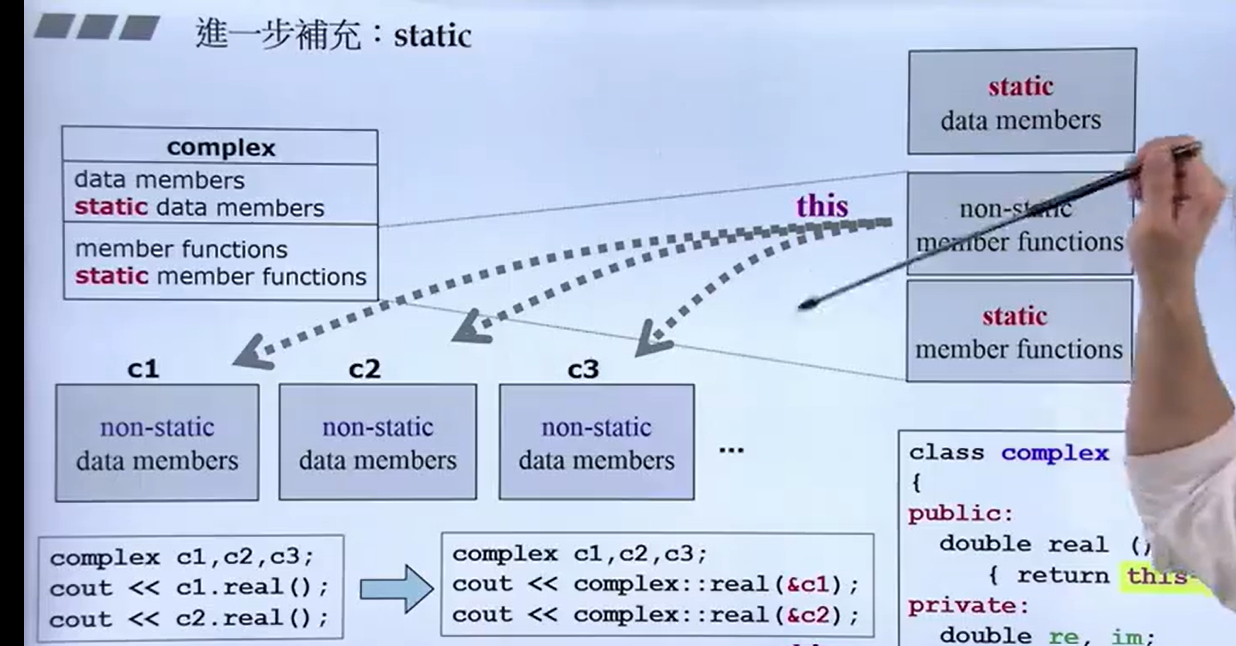 進一步補充：static
complex
data members
static data members
member functions
static member functions
static
data members
this
non-static
member functions
static
member functions
c1
c2
c3
non-static
data members
non-static
data members
non-static
data members
...
complex c1,c2,c3;
cout << c1.real();
cout << c2.real();
complex c1,c2,c3;
cout << complex::real(&c1);
cout << complex::real(&c2);
class complex
{
public:
double real ()
{ return this-
private:
double re, im;